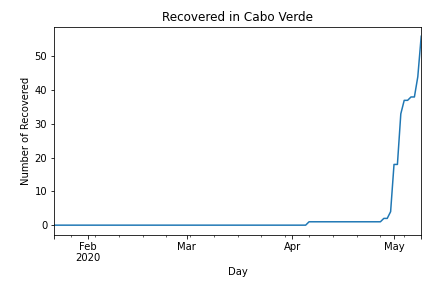 Recovered in Cabo Verde
Number of Recovered
50
40
30
20
10
0
Feb
2020
Mar
Apr
May
Day